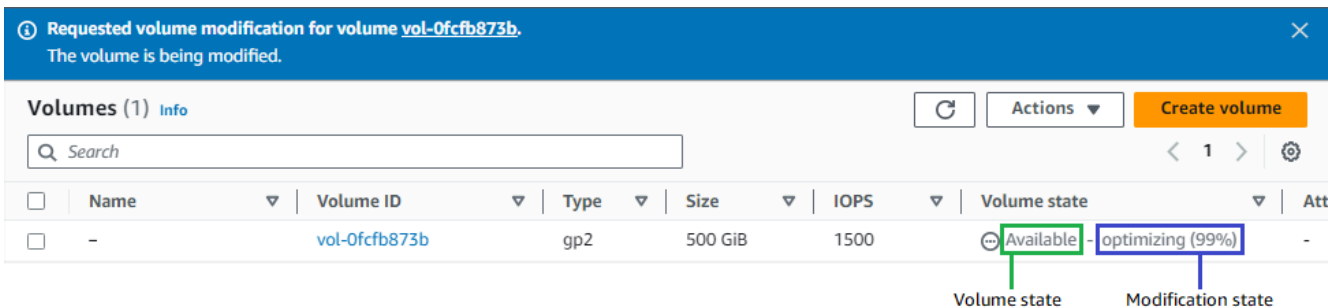 Requested volume modification for volume vol-0fcfb873b.
The volume is being modified.
Volumes (1) Info
Actions
Create volume
Search
1
Name Volume ID Type Size IOPS Volume state Att
- vol-0fcfb873b gp2 500 GiB 1500 Available - optimizing (99%) -
Volume state Modification state